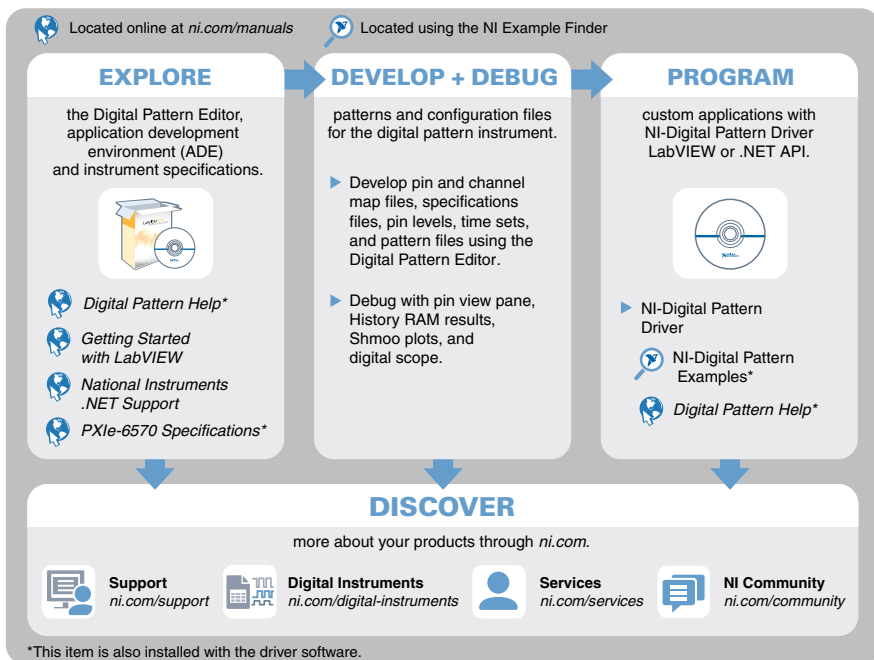 Located online at ni.com/manuals
Located using the NI Example Finder
EXPLORE
the Digital Pattern Editor,
application development
environment (ADE)
and instrument specifications.
Digital Pattern Help*
Getting Started
with LabVIEW
National Instruments
.NET Support
PXIe-6570 Specifications*
DEVELOP + DEBUG
patterns and configuration files
for the digital pattern instrument.
Develop pin and channel
map files, specifications
files, pin levels, time sets,
and pattern files using the
Digital Pattern Editor.
Debug with pin view pane,
History RAM results,
Shmoo plots, and
digital scope.
PROGRAM
custom applications with
NI-Digital Pattern Driver
LabVIEW or .NET API.
NI-Digital Pattern
Driver
NI-Digital Pattern
Examples*
Digital Pattern Help*
DISCOVER
more about your products through ni.com.
Support
ni.com/support
Digital Instruments
ni.com/digital-instruments
Services
ni.com/services
NI Community
ni.com/community
*This item is also installed with the driver software.